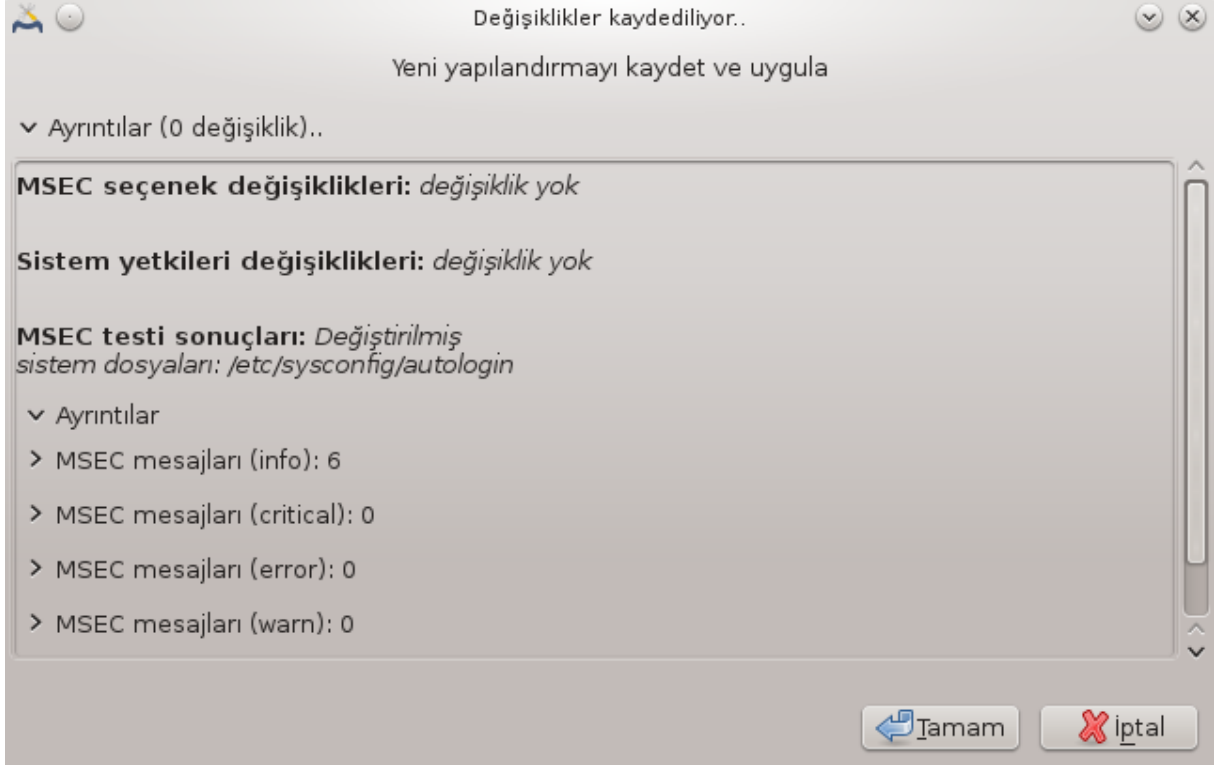 Değişiklikler kaydediliyor..
Yeni yapılandırmayı kaydet ve uygula
Ayrıntılar (0 değişiklik)..
MSEC seçenek değişiklikleri: değişiklik yok
Sistem yetkileri değişiklikleri: değişiklik yok
MSEC testi sonuçları: Değiştirilmiş
sistem dosyaları: /etc/sysconfig/autologin
Ayrıntılar
MSEC mesajları (info): 6
MSEC mesajları (critical): 0
MSEC mesajları (error): 0
MSEC mesajları (warn): 0
Tamam İptal